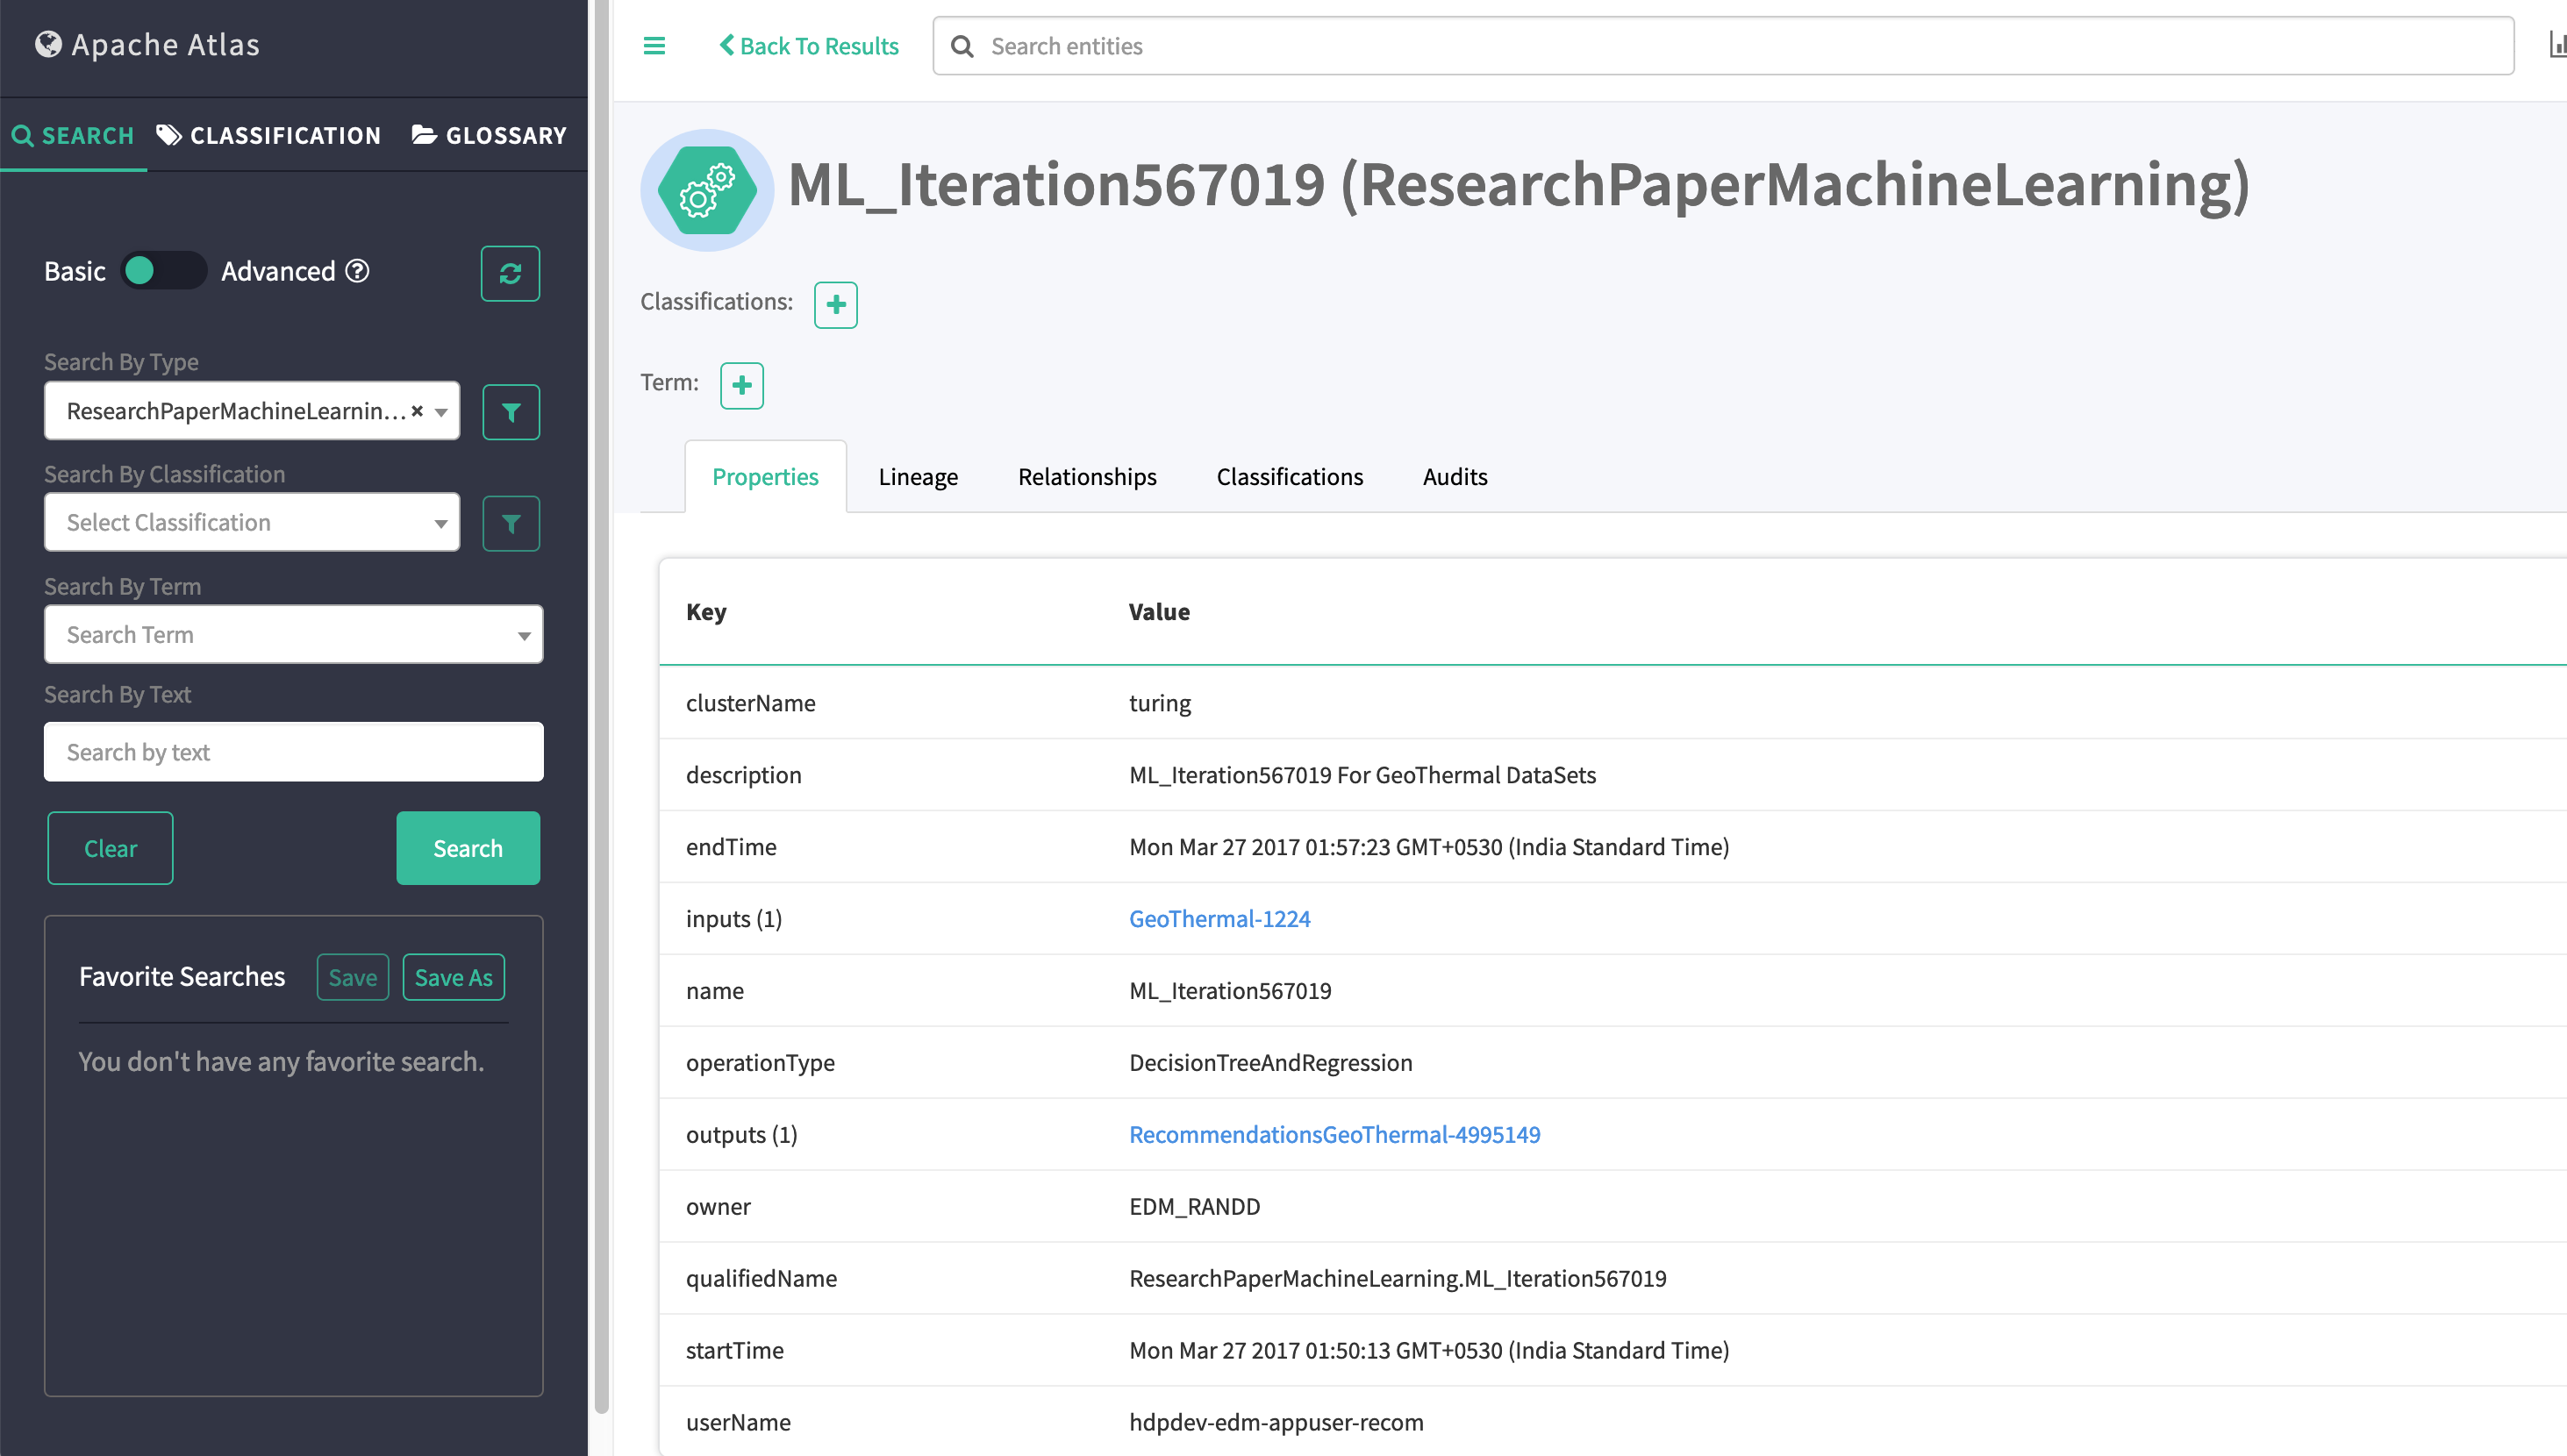 Apache Atlas
SEARCH CLASSIFICATION GLOSSARY
Basic Advanced
Search By Type
ResearchPaperMachineLearnin... ×
Search By Classification
Select Classification
Search By Term
Search Term
Search By Text
Search by text
Clear Search
Favorite Searches Save Save As
You don't have any favorite search.
Back To Results Search entities
ML_Iteration567019 (ResearchPaperMachineLearning)
Classifications:
Term:
Properties Lineage Relationships Classifications Audits
Key Value
clusterName turing
description ML_Iteration567019 For GeoThermal DataSets
endTime Mon Mar 27 2017 01:57:23 GMT+0530 (India Standard Time)
inputs (1) GeoThermal-1224
name ML_Iteration567019
operationType DecisionTreeAndRegression
outputs (1) RecommendationsGeoThermal-4995149
owner EDM_RANDD
qualifiedName ResearchPaperMachineLearning.ML_Iteration567019
startTime Mon Mar 27 2017 01:50:13 GMT+0530 (India Standard Time)
userName hdpdev-edm-appuser-recom